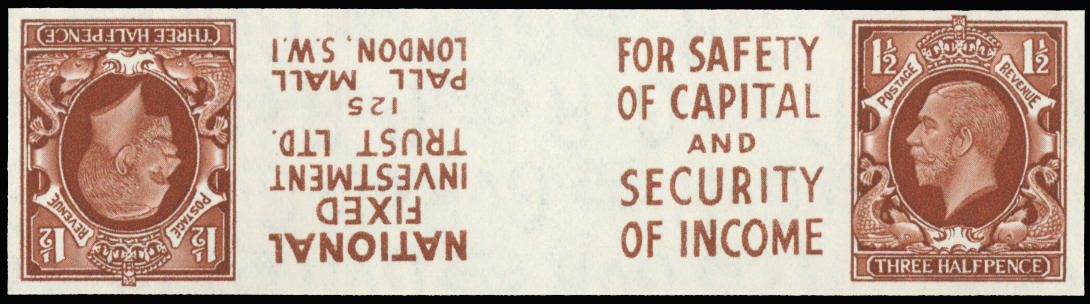 FOR SAFETY
OF CAPITAL
AND
SECURITY
OF INCOME
1½ 1½
POSTAGE REVENUE
THREE HALFPENCE
NATIONAL
FIXED
INVESTMENT
TRUST LTD.
125
PALL MALL
LONDON, S.W.1
1½ 1½
POSTAGE REVENUE
THREE HALFPENCE